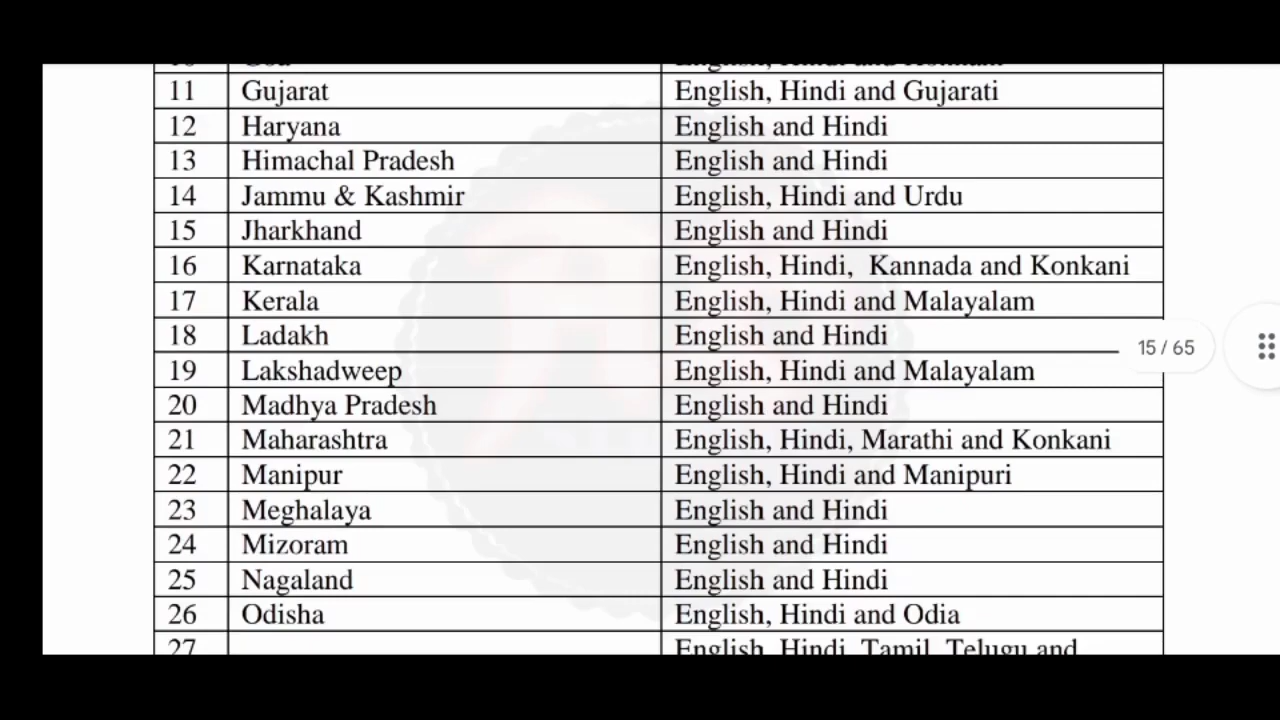 11 Gujarat English, Hindi and Gujarati
12 Haryana English and Hindi
13 Himachal Pradesh English and Hindi
14 Jammu & Kashmir English, Hindi and Urdu
15 Jharkhand English and Hindi
16 Karnataka English, Hindi, Kannada and Konkani
17 Kerala English, Hindi and Malayalam
18 Ladakh English and Hindi
15 / 65
19 Lakshadweep English, Hindi and Malayalam
20 Madhya Pradesh English and Hindi
21 Maharashtra English, Hindi, Marathi and Konkani
22 Manipur English, Hindi and Manipuri
23 Meghalaya English and Hindi
24 Mizoram English and Hindi
25 Nagaland English and Hindi
26 Odisha English, Hindi and Odia
27 English, Hindi, Tamil, Telugu and